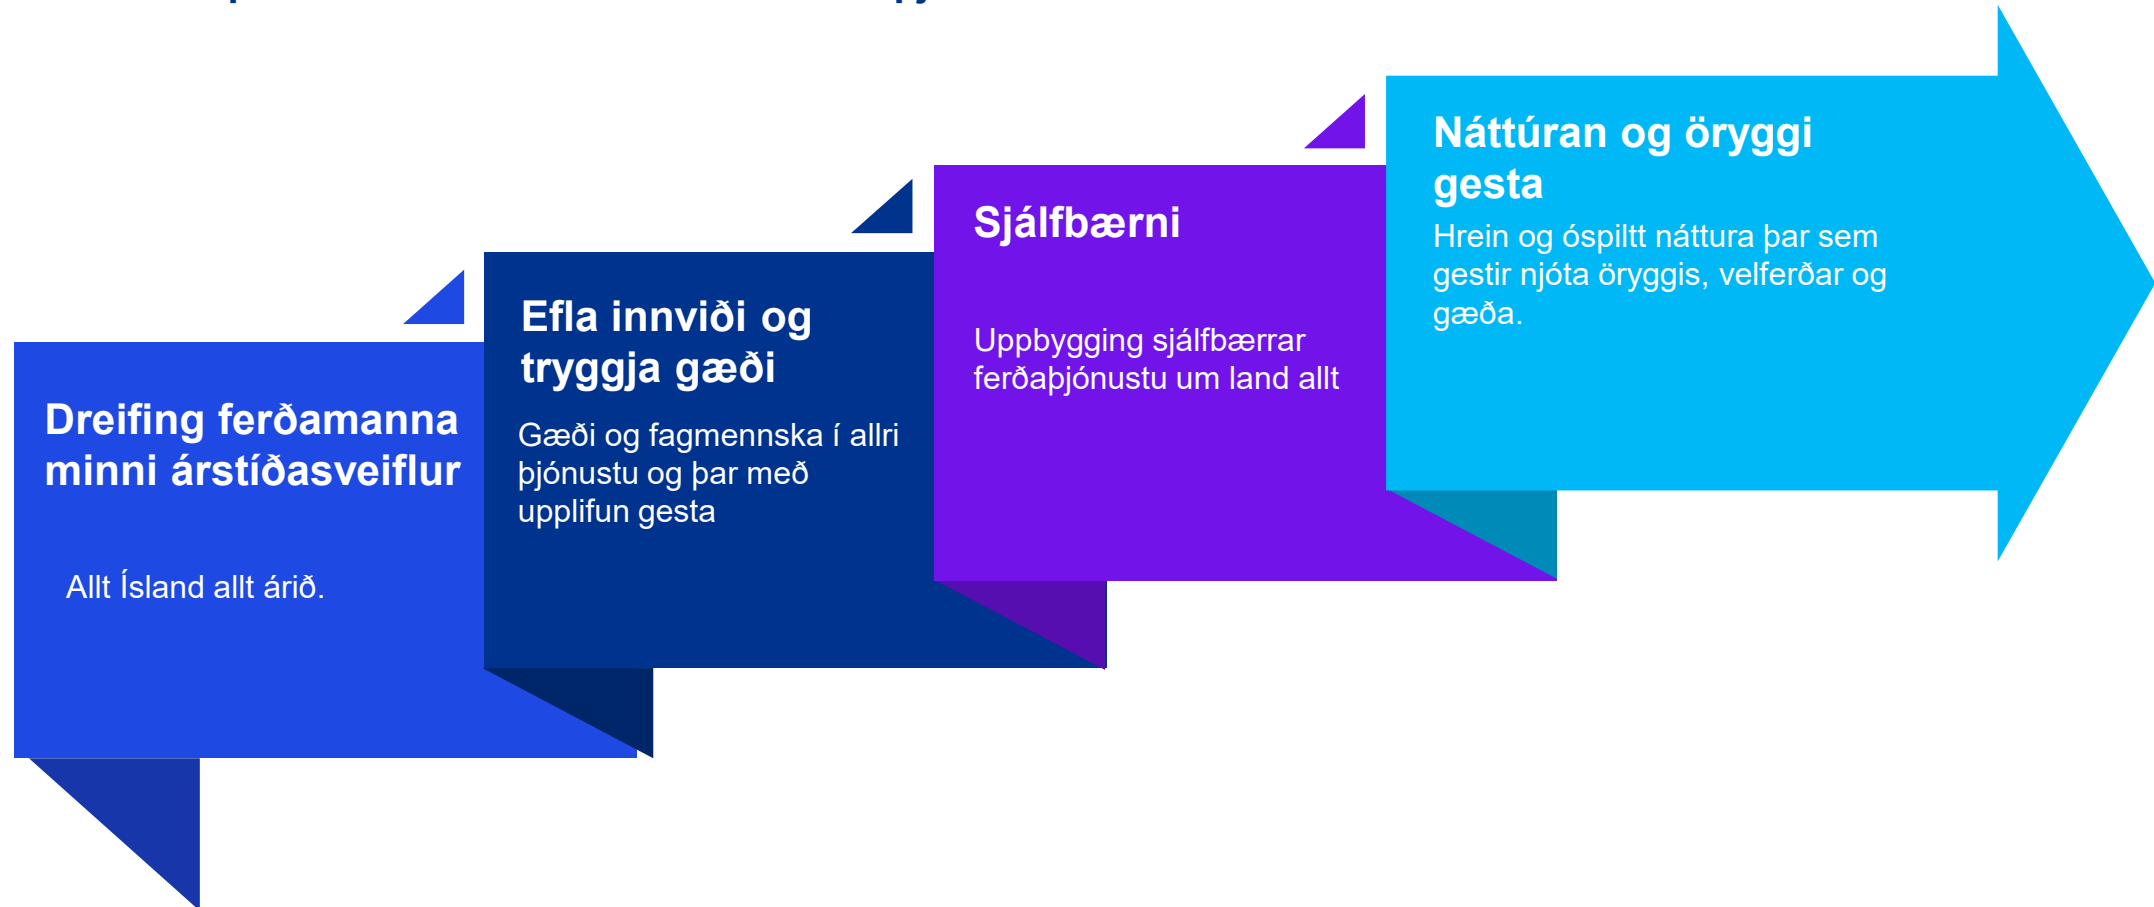 Dreifing ferðamanna
minni árstíðasveiflur
Allt Ísland allt árið.
Efla innviði og
tryggja gæði
Gæði og fagmennska í allri
þjónustu og þar með
upplifun gesta
Sjálfbærni
Uppbygging sjálfbærrar
ferðaþjónustu um land allt
Náttúran og öryggi
gesta
Hrein og óspiltt náttura þar sem
gestir njóta öryggis, velferðar og
gæða.